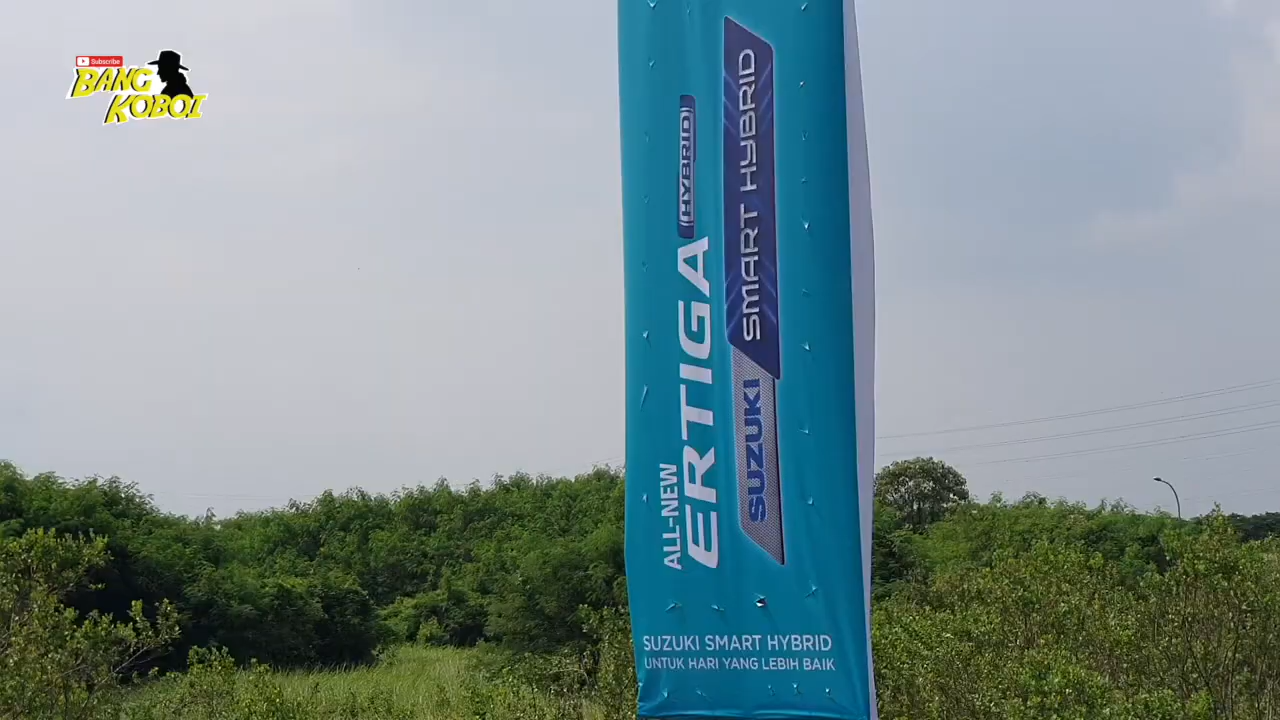 Subscribe
BANG
KOBOI
ALL-NEW
ERTIGA HYBRID
SUZUKI SMART HYBRID
SUZUKI SMART HYBRID
UNTUK HARI YANG LEBIH BAIK